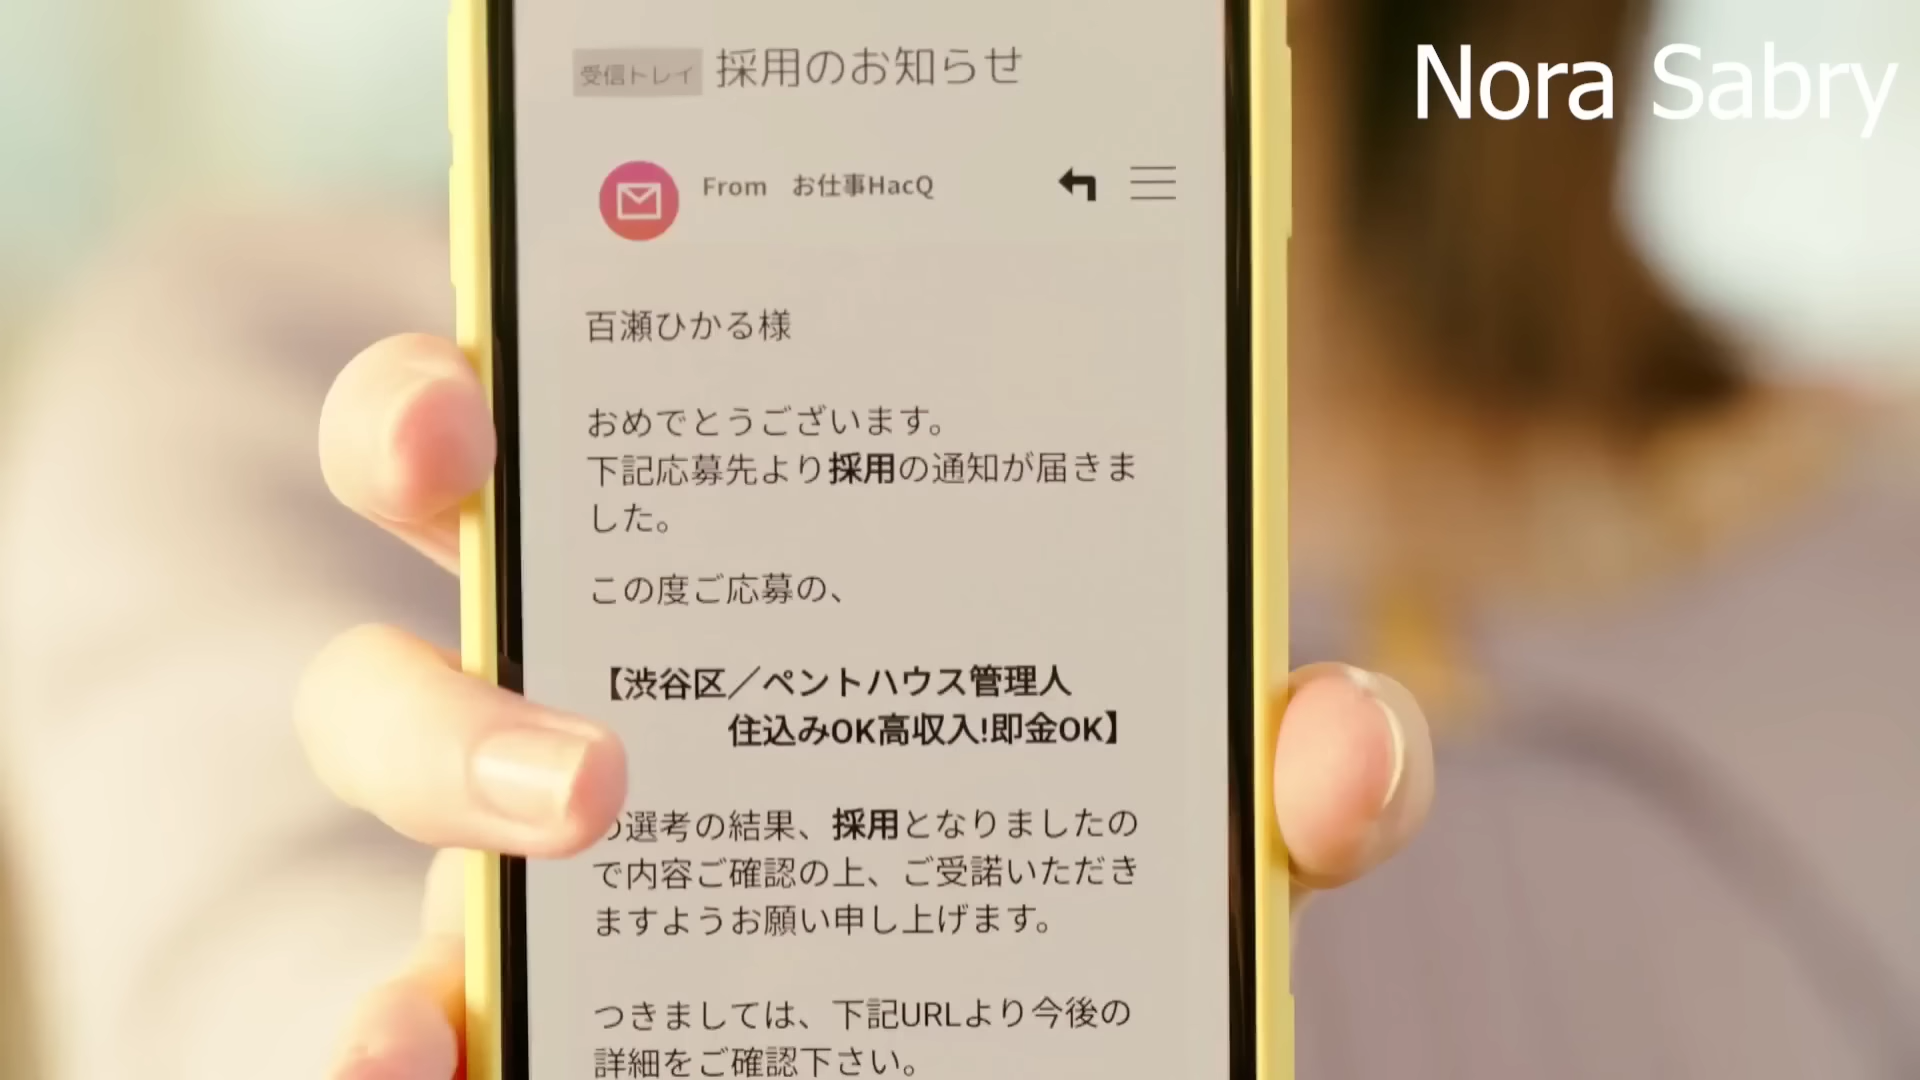 Nora Sabry
受信トレイ 採用のお知らせ
From お仕事HacQ
百瀬ひかる様
おめでとうございます。
下記応募先より採用の通知が届きま
した。
この度ご応募の、
【渋谷区／ペントハウス管理人
住込みOK高収入!即金OK】
の選考の結果、採用となりましたの
で内容ご確認の上、ご受諾いただき
ますようお願い申し上げます。
つきましては、下記URLより今後の
詳細をご確認下さい。